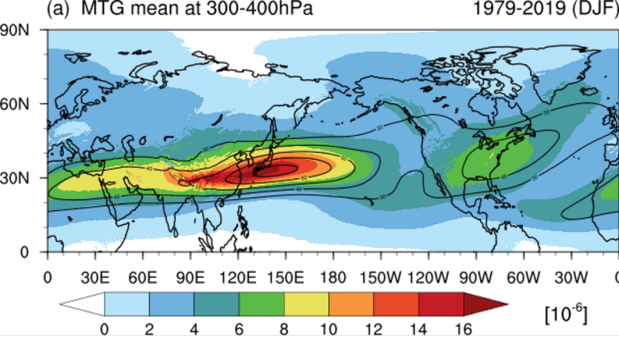 (a) MTG mean at 300-400hPa 1979-2019 (DJF)
90N
60N
30N
0
0 30E 60E 90E 120E 150E 180 150W 120W 90W 60W 30W 0
0 2 4 6 8 10 12 14 16 [10⁻⁶]